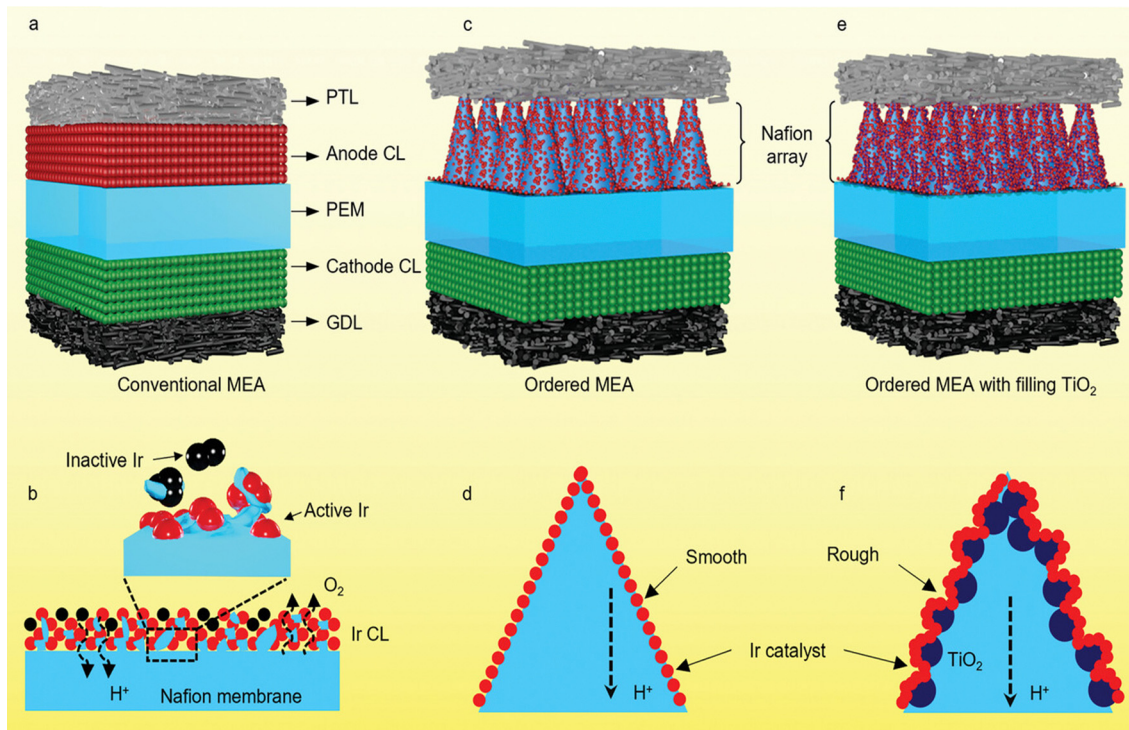 a
PTL
Anode CL
PEM
Cathode CL
GDL
Conventional MEA
c
Nafion
array
Ordered MEA
e
Ordered MEA with filling TiO₂
b
Inactive Ir
Active Ir
O₂
Ir CL
H⁺
Nafion membrane
d
Smooth
Ir catalyst
H⁺
f
Rough
TiO₂
H⁺